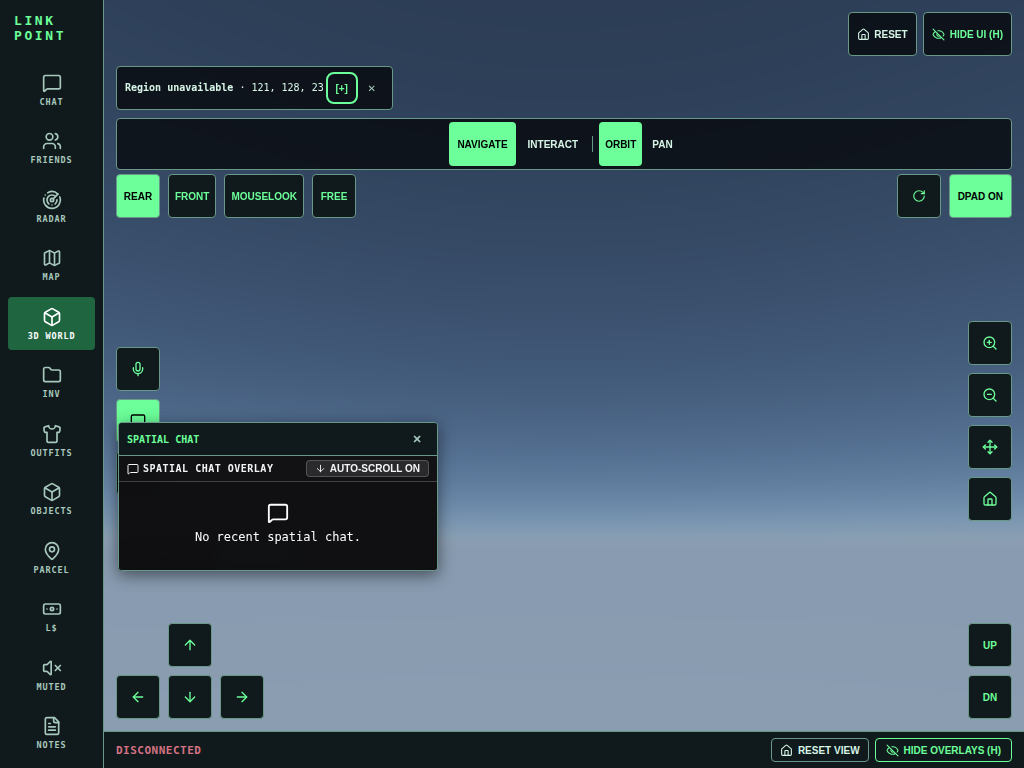 LINK
POINT
RESET
HIDE UI (H)
CHAT
Region unavailable · 121, 128, 23
[+]
×
FRIENDS
NAVIGATE
INTERACT
ORBIT
PAN
RADAR
REAR
FRONT
MOUSELOOK
FREE
DPAD ON
MAP
3D WORLD
INV
OUTFITS
SPATIAL CHAT
×
SPATIAL CHAT OVERLAY
AUTO-SCROLL ON
No recent spatial chat.
OBJECTS
PARCEL
L$
UP
MUTED
DN
NOTES
DISCONNECTED
RESET VIEW
HIDE OVERLAYS (H)